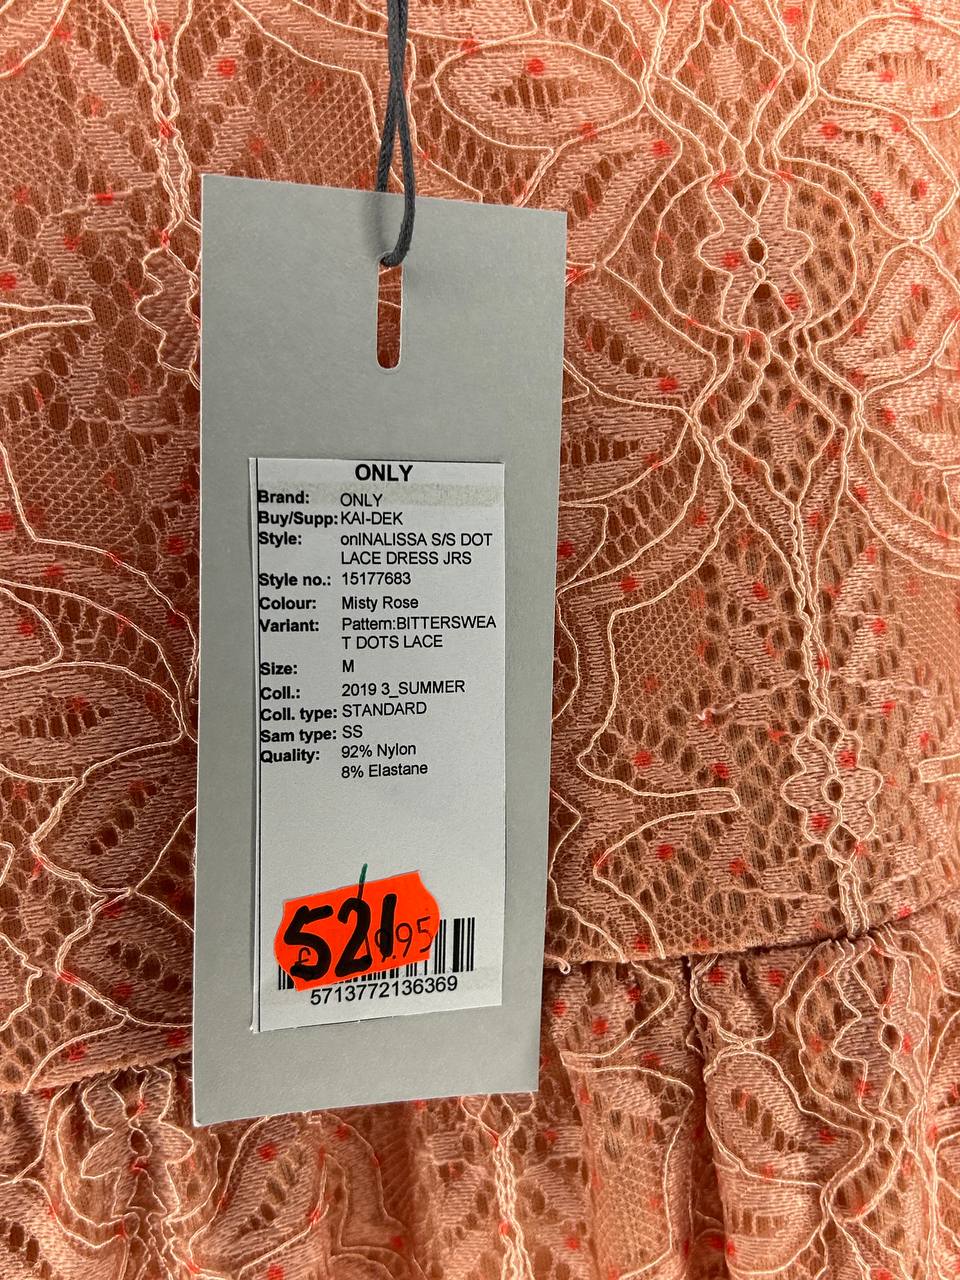 ONLY
Brand: ONLY
Buy/Supp: KAI-DEK
Style: onlNALISSA S/S DOT
LACE DRESS JRS
Style no.: 15177683
Colour: Misty Rose
Variant: Pattern:BITTERSWEA
T DOTS LACE
Size: M
Coll.: 2019 3_SUMMER
Coll. type: STANDARD
Sam type: SS
Quality: 92% Nylon
8% Elastane
521
5713772136369